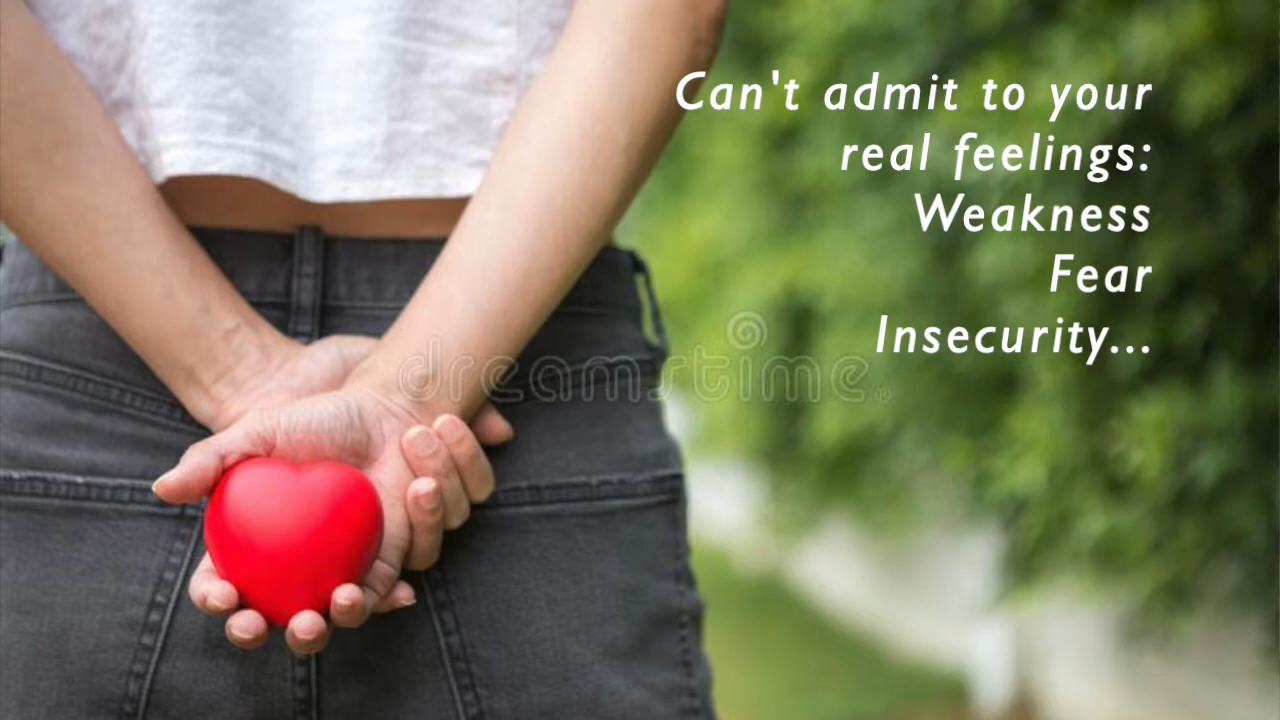 Can't admit to your
real feelings:
Weakness
Fear
Insecurity...
dreamstime